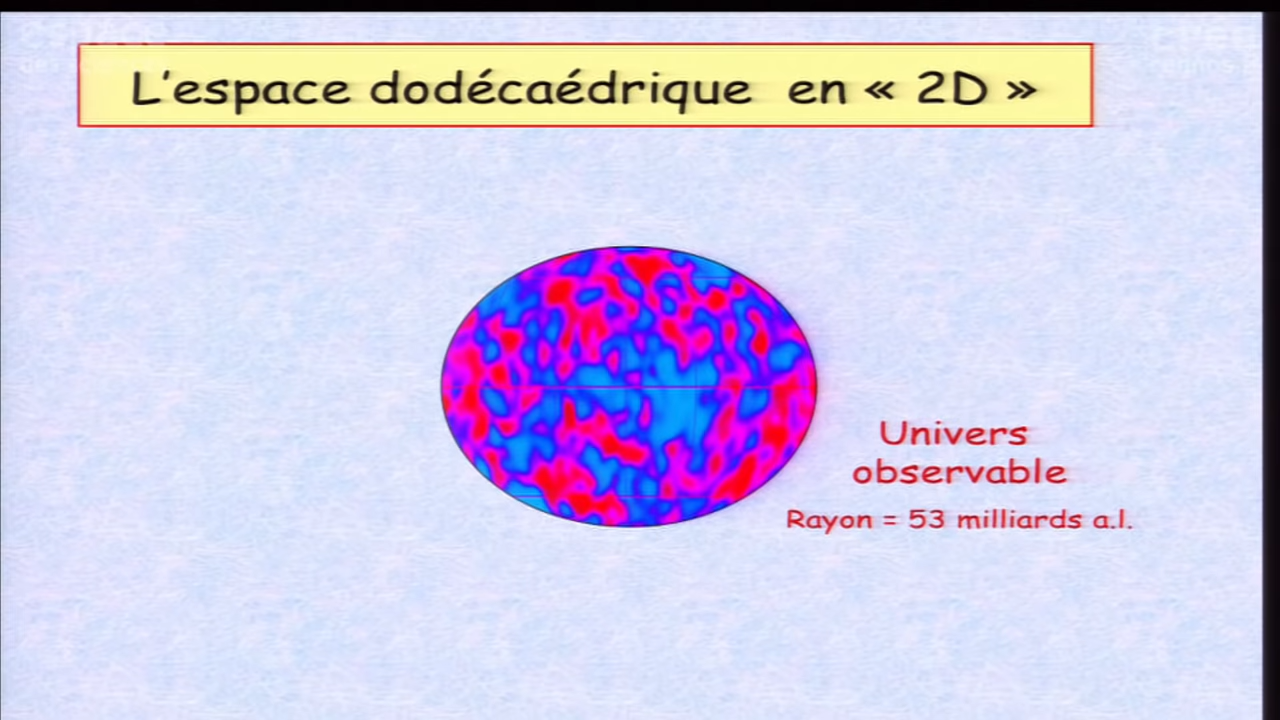 L'espace dodécaédrique en « 2D »
Univers
observable
Rayon = 53 milliards a.l.